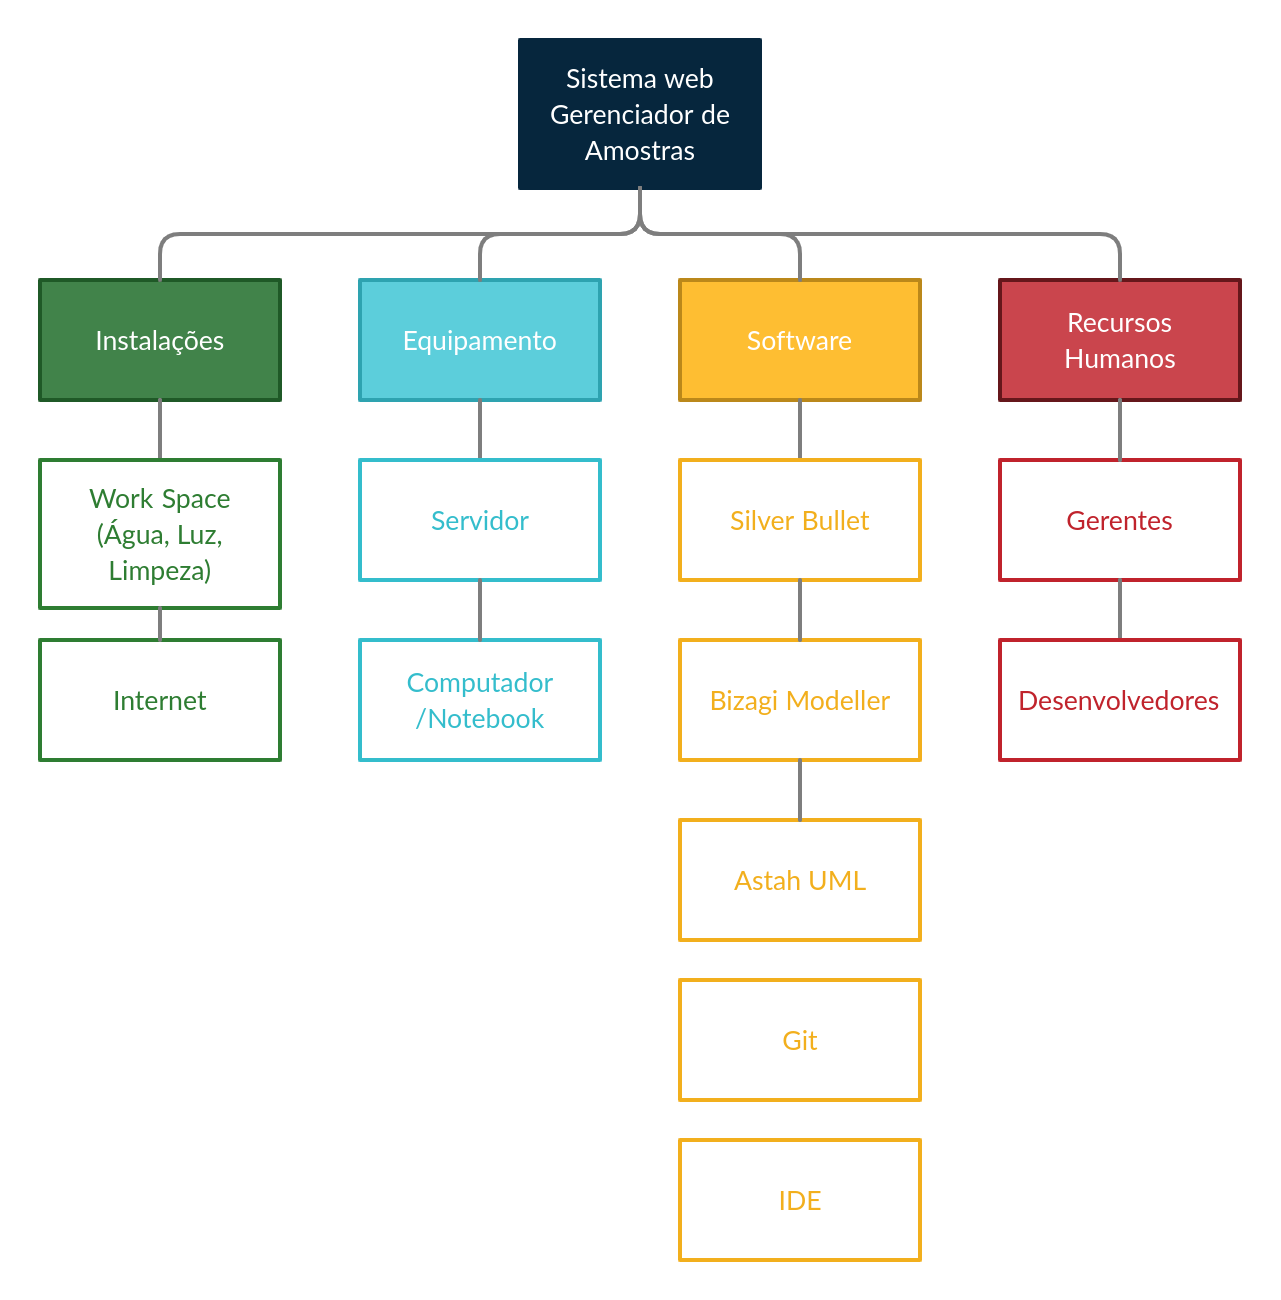 Sistema web
Gerenciador de
Amostras
Instalações
Equipamento
Software
Recursos
Humanos
Work Space
(Água, Luz,
Limpeza)
Servidor
Silver Bullet
Gerentes
Internet
Computador
/Notebook
Bizagi Modeller
Desenvolvedores
Astah UML
Git
IDE